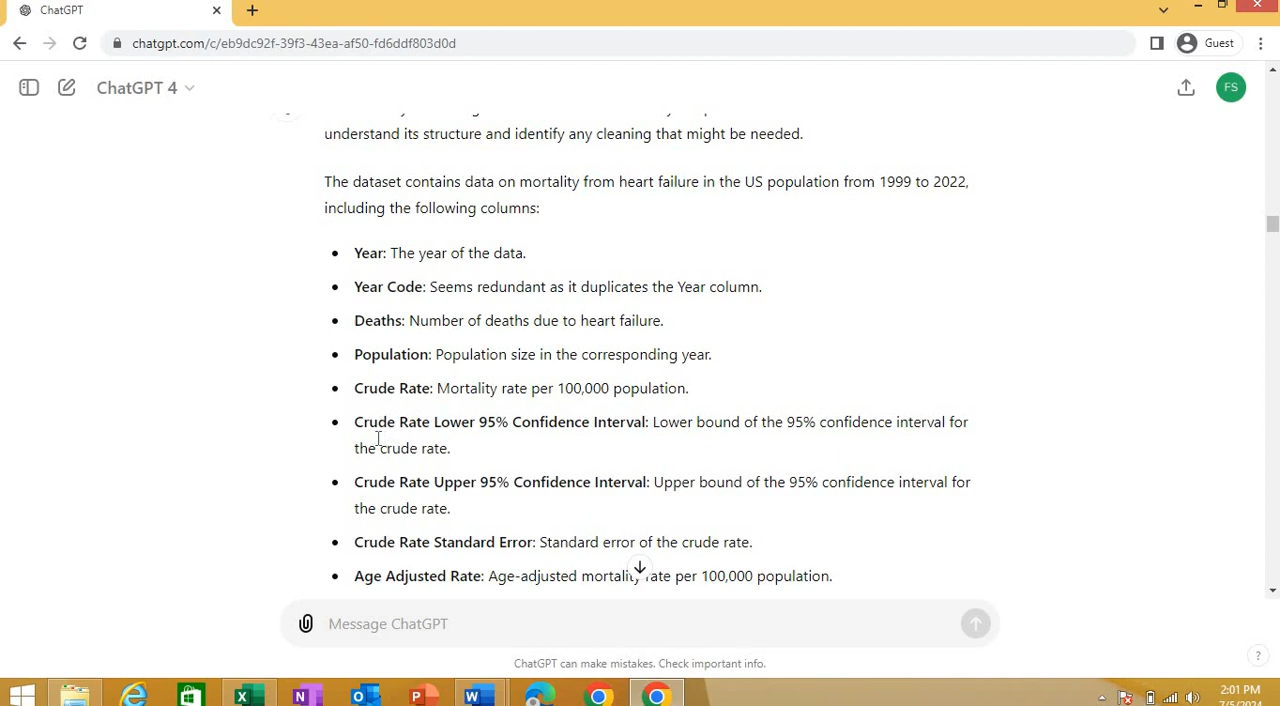 ChatGPT
chatgpt.com/c/eb9dc92f-39f3-43ea-af50-fd6ddf803d0d
Guest
ChatGPT 4
FS
understand its structure and identify any cleaning that might be needed.
The dataset contains data on mortality from heart failure in the US population from 1999 to 2022,
including the following columns:
• Year: The year of the data.
• Year Code: Seems redundant as it duplicates the Year column.
• Deaths: Number of deaths due to heart failure.
• Population: Population size in the corresponding year.
• Crude Rate: Mortality rate per 100,000 population.
• Crude Rate Lower 95% Confidence Interval: Lower bound of the 95% confidence interval for
the crude rate.
• Crude Rate Upper 95% Confidence Interval: Upper bound of the 95% confidence interval for
the crude rate.
• Crude Rate Standard Error: Standard error of the crude rate.
• Age Adjusted Rate: Age-adjusted mortality rate per 100,000 population.
Message ChatGPT
ChatGPT can make mistakes. Check important info.
?
2:01 PM
7/5/2024